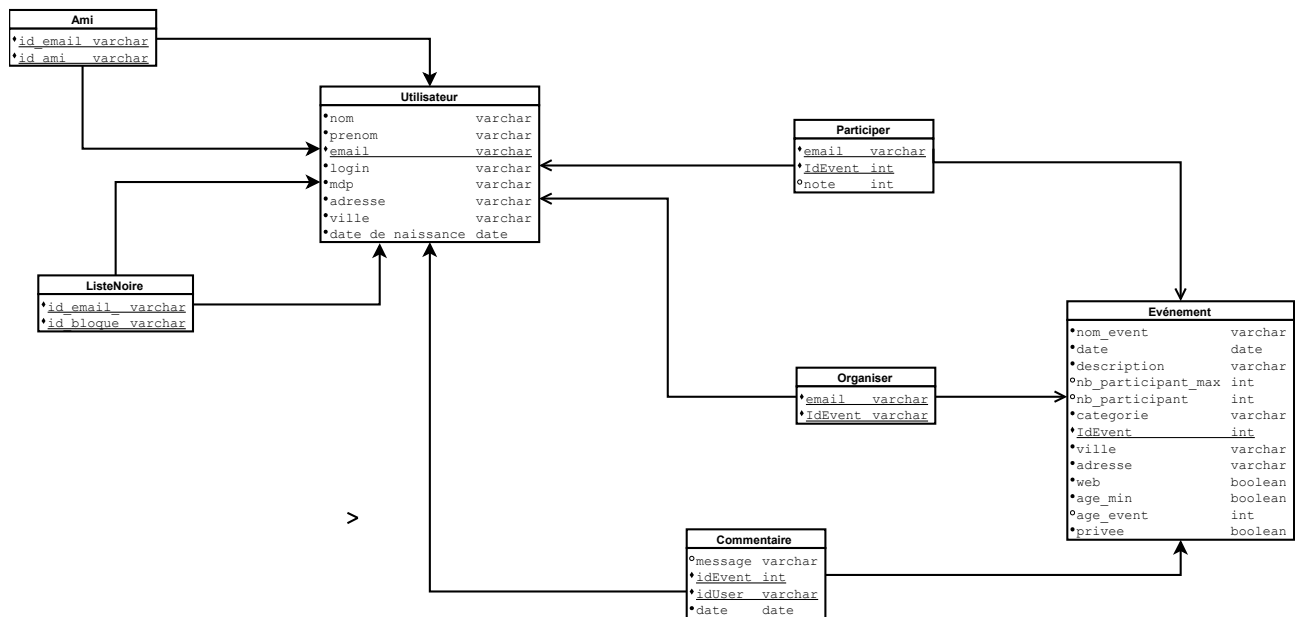 Ami
id_email varchar
id_ami varchar
Utilisateur
nom varchar
prenom varchar
email varchar
login varchar
mdp varchar
adresse varchar
ville varchar
date de naissance date
Participer
email varchar
IdEvent int
note int
ListeNoire
id_email varchar
id_bloque varchar
Evénement
nom_event varchar
date date
description varchar
nb_participant_max int
nb_participant int
categorie varchar
IdEvent int
ville varchar
adresse varchar
web boolean
age_min boolean
age_event int
privee boolean
Organiser
email varchar
IdEvent varchar
>
Commentaire
message varchar
idEvent int
idUser varchar
date date